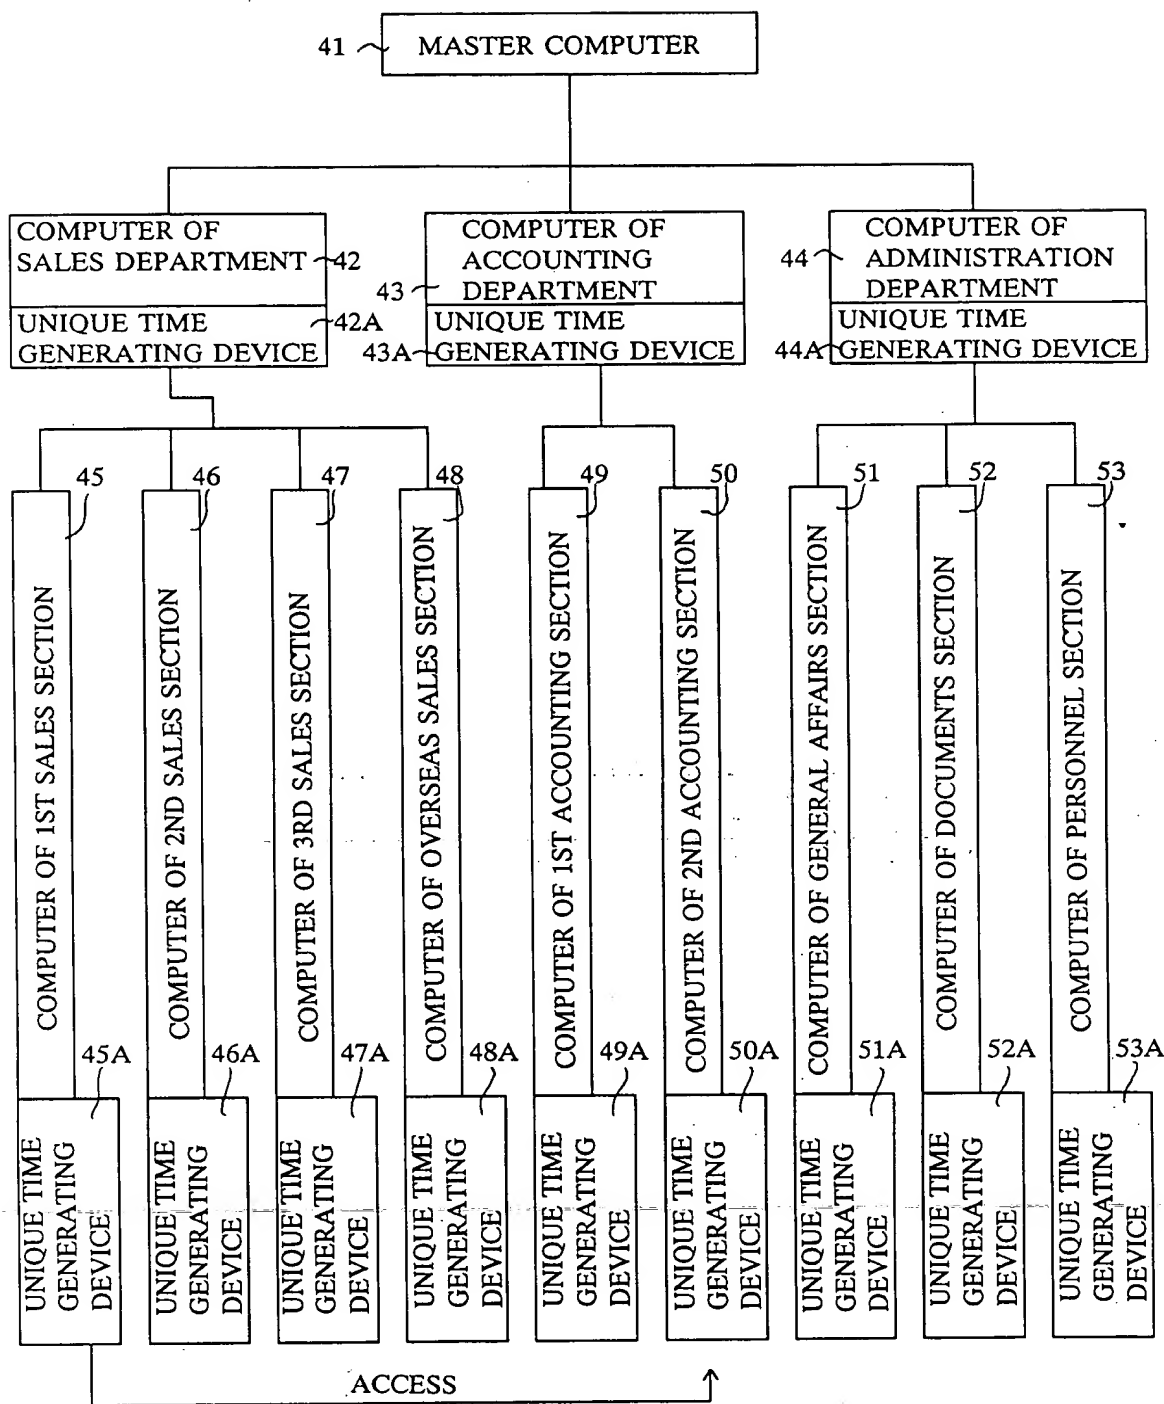 41 MASTER COMPUTER
COMPUTER OF
SALES DEPARTMENT 42
UNIQUE TIME 42A
GENERATING DEVICE
COMPUTER OF
ACCOUNTING
43 DEPARTMENT
UNIQUE TIME
43A GENERATING DEVICE
COMPUTER OF
44 ADMINISTRATION
DEPARTMENT
UNIQUE TIME
44A GENERATING DEVICE
45
COMPUTER OF 1ST SALES SECTION
45A
UNIQUE TIME
GENERATING
DEVICE
46
COMPUTER OF 2ND SALES SECTION
46A
UNIQUE TIME
GENERATING
DEVICE
47
COMPUTER OF 3RD SALES SECTION
47A
UNIQUE TIME
GENERATING
DEVICE
48
COMPUTER OF OVERSEAS SALES SECTION
48A
UNIQUE TIME
GENERATING
DEVICE
49
COMPUTER OF 1ST ACCOUNTING SECTION
49A
UNIQUE TIME
GENERATING
DEVICE
50
COMPUTER OF 2ND ACCOUNTING SECTION
50A
UNIQUE TIME
GENERATING
DEVICE
51
COMPUTER OF GENERAL AFFAIRS SECTION
51A
UNIQUE TIME
GENERATING
DEVICE
52
COMPUTER OF DOCUMENTS SECTION
52A
UNIQUE TIME
GENERATING
DEVICE
53
COMPUTER OF PERSONNEL SECTION
53A
UNIQUE TIME
GENERATING
DEVICE
ACCESS